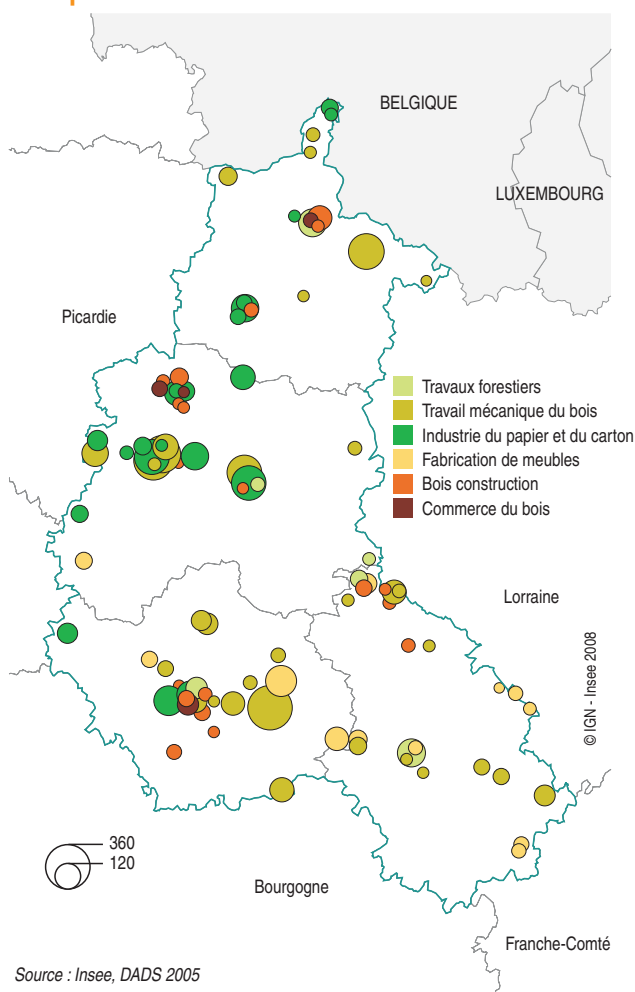 BELGIQUE
LUXEMBOURG
Picardie
Travaux forestiers
Travail mécanique du bois
Industrie du papier et du carton
Fabrication de meubles
Bois construction
Commerce du bois
Lorraine
© IGN - Insee 2008
360
120
Bourgogne
Franche-Comté
Source : Insee, DADS 2005